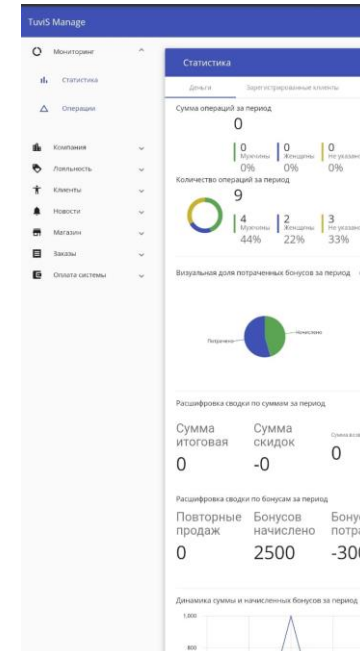 TuviS Manage
Мониторинг
Статистика
Операции
Компания
Лояльность
Клиенты
Новости
Магазин
Заказы
Оплата системы
Статистика
Деньги
Зарегистрированные клиенты
Сумма операций за период
0
0 0 0
Мужчины Женщины Не указано
0% 0% 0%
Количество операций за период
9
4 2 3
Мужчины Женщины Не указано
44% 22% 33%
Визуальная доля потраченных бонусов за период
Начислено
Потрачено
Расшифровка сводки по суммам за период
Сумма итоговая
Сумма скидок
0
-0
0
Расшифровка сводки по бонусам за период
Повторные продаж
Бонусов начислено
0
2500
-300
Динамика суммы и начисленных бонусов за период
1,000
800